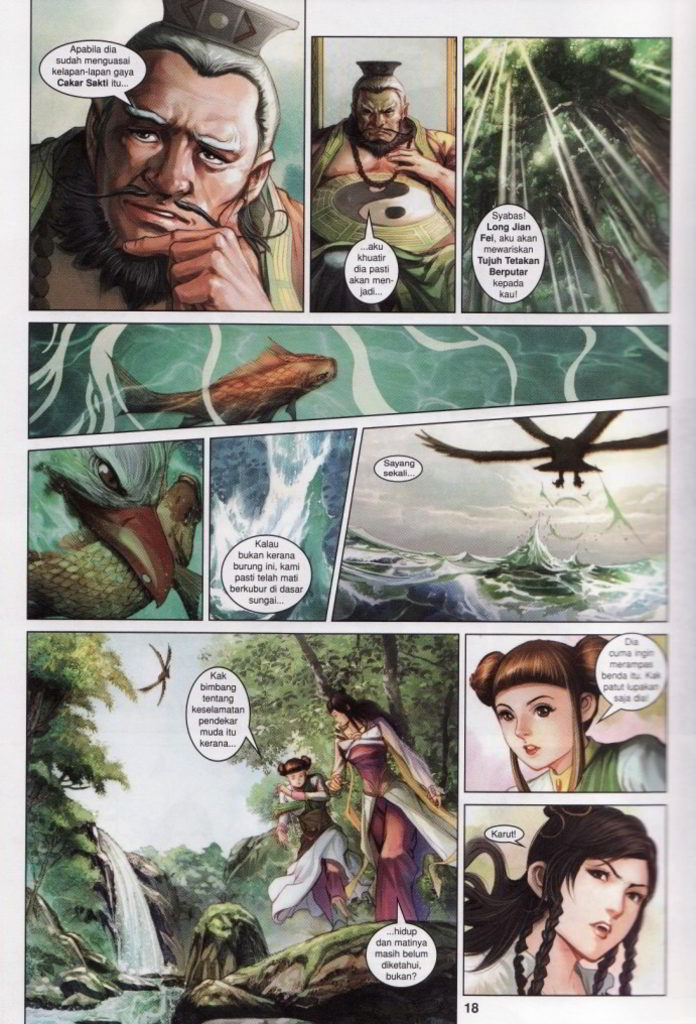 Apabila dia
sudah menguasai
kelapan-lapan gaya
Cakar Sakti itu...
...aku
khuatir
dia pasti
akan men-
jadi...
Syabas!
Long Jian
Fei, aku akan
mewariskan
Tujuh Tetakan
Berputar
kepada
kau!
Sayang
sekali...
Kalau
bukan kerana
burung ini, kami
pasti telah mati
berkubur di dasar
sungai...
Kak
bimbang
tentang
keselamatan
pendekar
muda itu
kerana...
...hidup
dan matinya
masih belum
diketahui,
bukan?
Dia
cuma ingin
merampas
benda itu. Kak
patut lupakan
saja dia!
Karut!
18